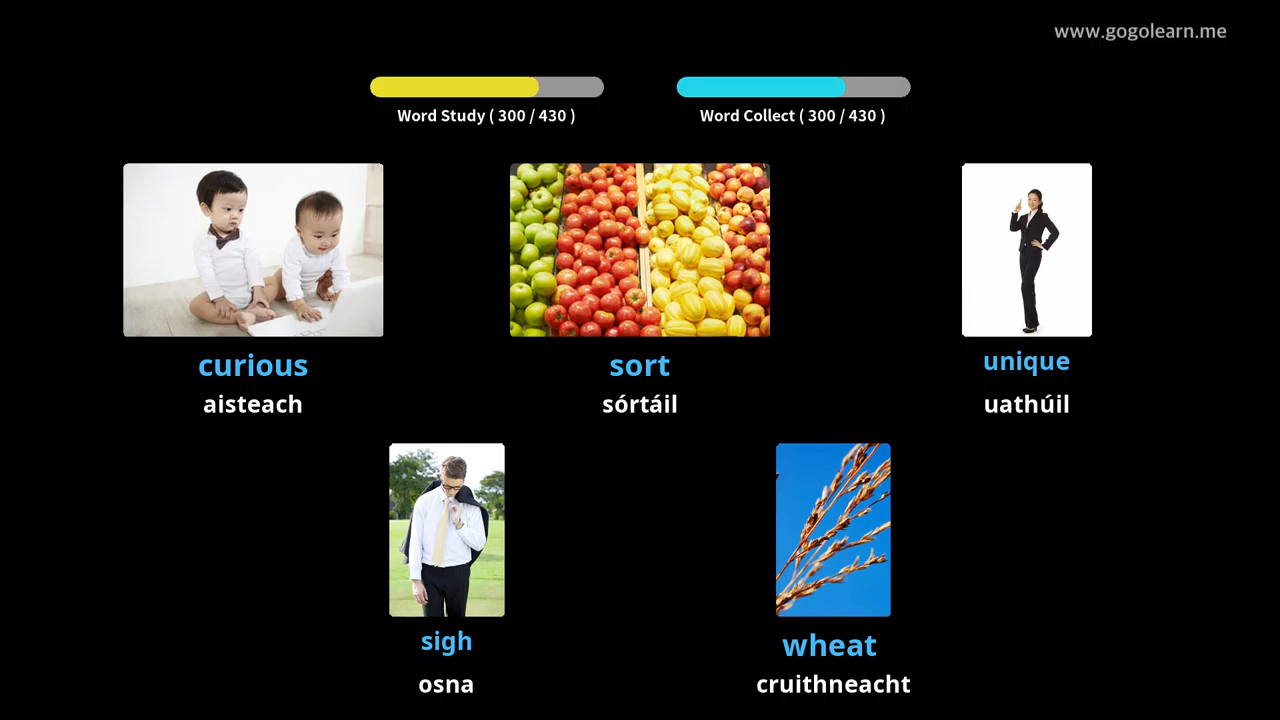 www.gogolearn.me
Word Study ( 300 / 430 )
Word Collect ( 300 / 430 )
curious
aisteach
sort
sórtáil
unique
uathúil
sigh
osna
wheat
cruithneacht